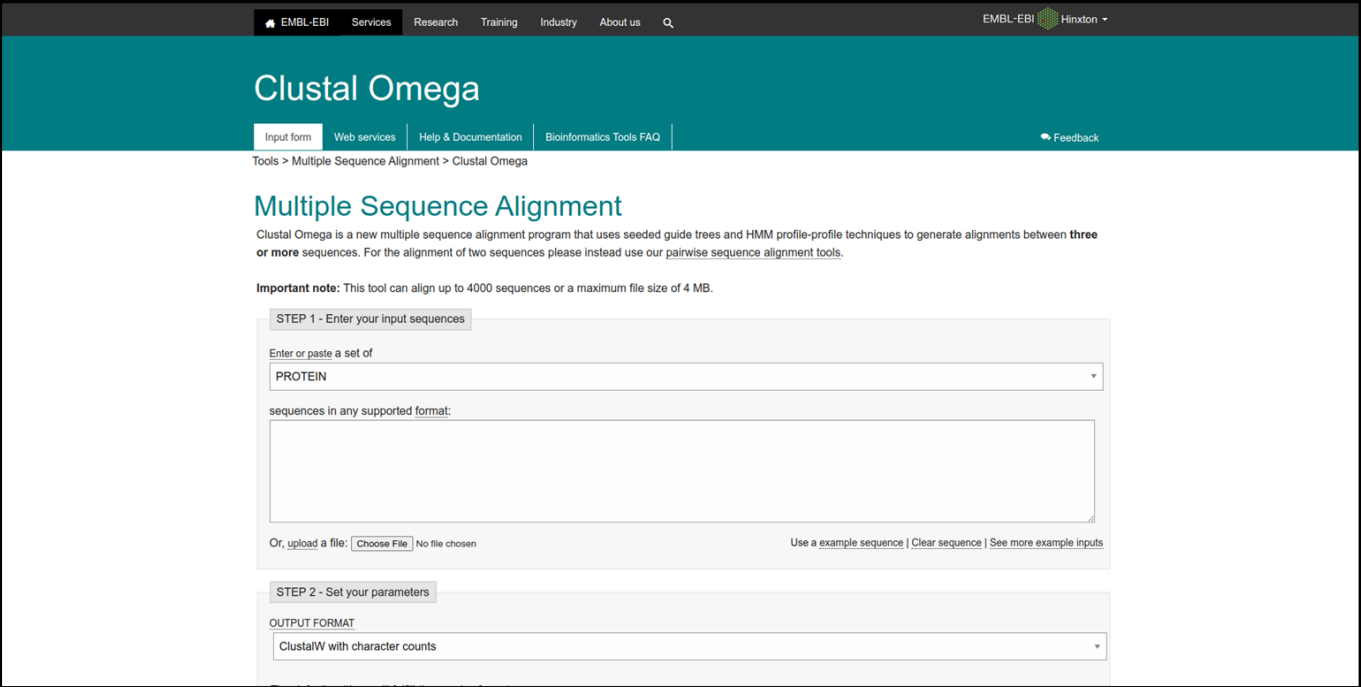 EMBL-EBI Services Research Training Industry About us EMBL-EBI Hinxton
Clustal Omega
Input form Web services Help & Documentation Bioinformatics Tools FAQ Feedback
Tools > Multiple Sequence Alignment > Clustal Omega
Multiple Sequence Alignment
Clustal Omega is a new multiple sequence alignment program that uses seeded guide trees and HMM profile-profile techniques to generate alignments between three
or more sequences. For the alignment of two sequences please instead use our pairwise sequence alignment tools.
Important note: This tool can align up to 4000 sequences or a maximum file size of 4 MB.
STEP 1 - Enter your input sequences
Enter or paste a set of
PROTEIN
sequences in any supported format:
Or, upload a file: Choose File No file chosen Use a example sequence | Clear sequence | See more example inputs
STEP 2 - Set your parameters
OUTPUT FORMAT
ClustalW with character counts